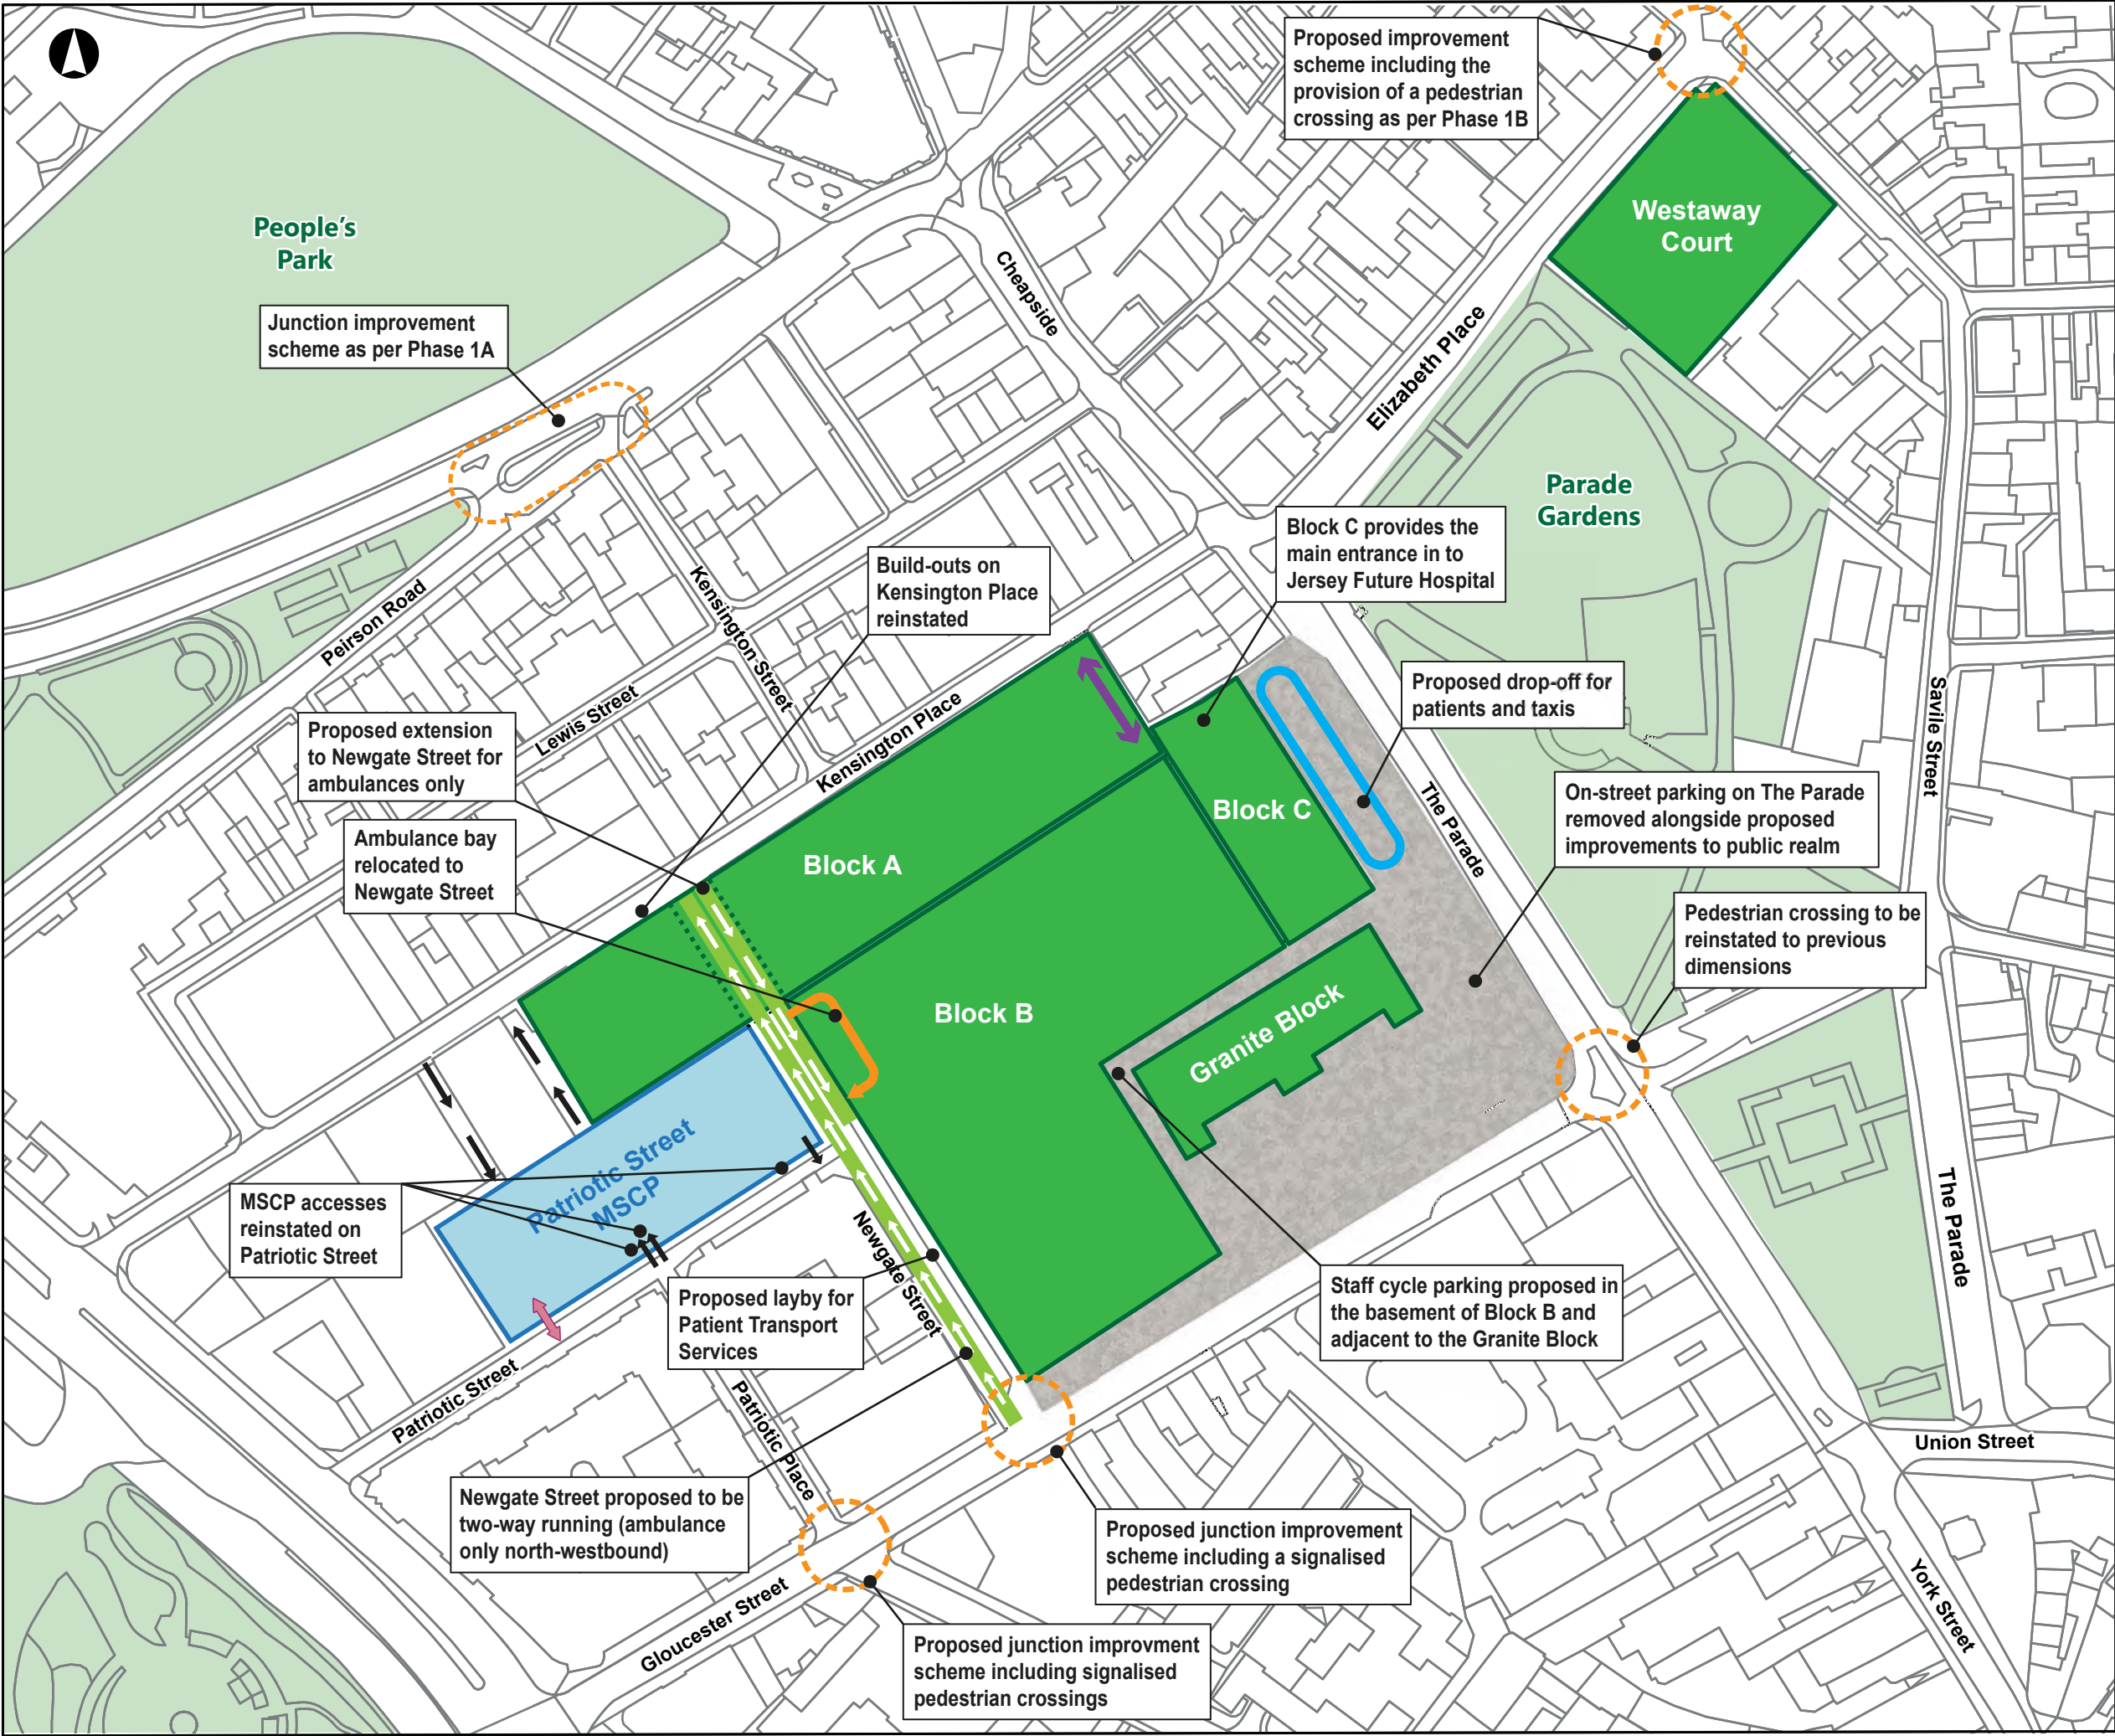 Proposed improvement
scheme including the
provision of a pedestrian
crossing as per Phase 1B
Westaway
Court
People's
Park
Cheapside
Elizabeth Place
Junction improvement
scheme as per Phase 1A
Parade
Gardens
Block C provides the
main entrance in to
Jersey Future Hospital
Build-outs on
Kensington Place
reinstated
Peirson Road
Kensington Street
Lewis Street
Kensington Place
Proposed drop-off for
patients and taxis
Savile Street
Proposed extension
to Newgate Street for
ambulances only
The Parade
On-street parking on The Parade
removed alongside proposed
improvements to public realm
Block C
Block A
Ambulance bay
relocated to
Newgate Street
Pedestrian crossing to be
reinstated to previous
dimensions
Block B
Granite Block
Patriotic Street
MSCP
MSCP accesses
reinstated on
Patriotic Street
Newgate Street
The Parade
Proposed layby for
Patient Transport
Services
Staff cycle parking proposed in
the basement of Block B and
adjacent to the Granite Block
Patriotic Street
Patriotic Place
Union Street
Newgate Street proposed to be
two-way running (ambulance
only north-westbound)
Proposed junction improvement
scheme including a signalised
pedestrian crossing
York Street
Gloucester Street
Proposed junction improvment
scheme including signalised
pedestrian crossings